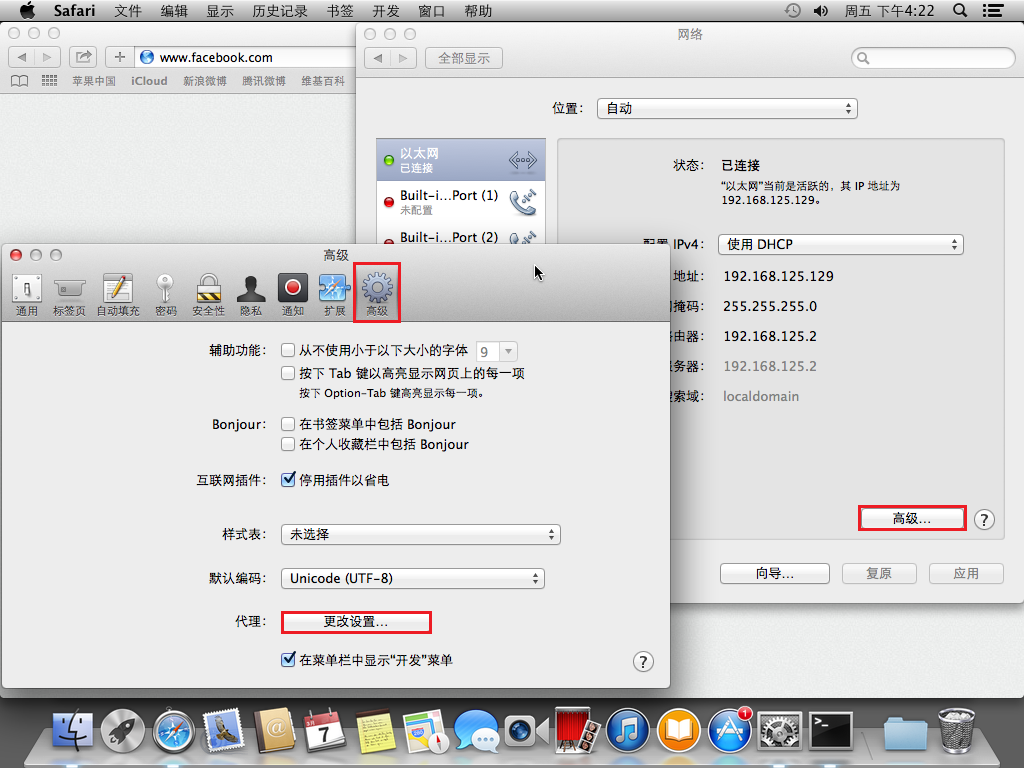 Safari 文件 编辑 显示 历史记录 书签 开发 窗口 帮助 周五 下午4:22
www.facebook.com
苹果中国 iCloud 新浪微博 腾讯微博 维基百科
网络
全部显示
位置： 自动
以太网
已连接
Built-i...Port (1)
未配置
Built-i...Port (2)
状态： 已连接
“以太网”当前是活跃的，其 IP 地址为
192.168.125.129。
配置 IPv4： 使用 DHCP
地址： 192.168.125.129
掩码： 255.255.255.0
由器： 192.168.125.2
务器： 192.168.125.2
索域： localdomain
高级...
?
向导... 复原 应用
高级
通用 标签页 自动填充 密码 安全性 隐私 通知 扩展 高级
辅助功能： 从不使用小于以下大小的字体 9
按下 Tab 键以高亮显示网页上的每一项
按下 Option-Tab 键高亮显示每一项。
Bonjour： 在书签菜单中包括 Bonjour
在个人收藏栏中包括 Bonjour
互联网插件： 停用插件以省电
样式表： 未选择
默认编码： Unicode (UTF-8)
代理： 更改设置...
在菜单栏中显示“开发”菜单
?
7
1